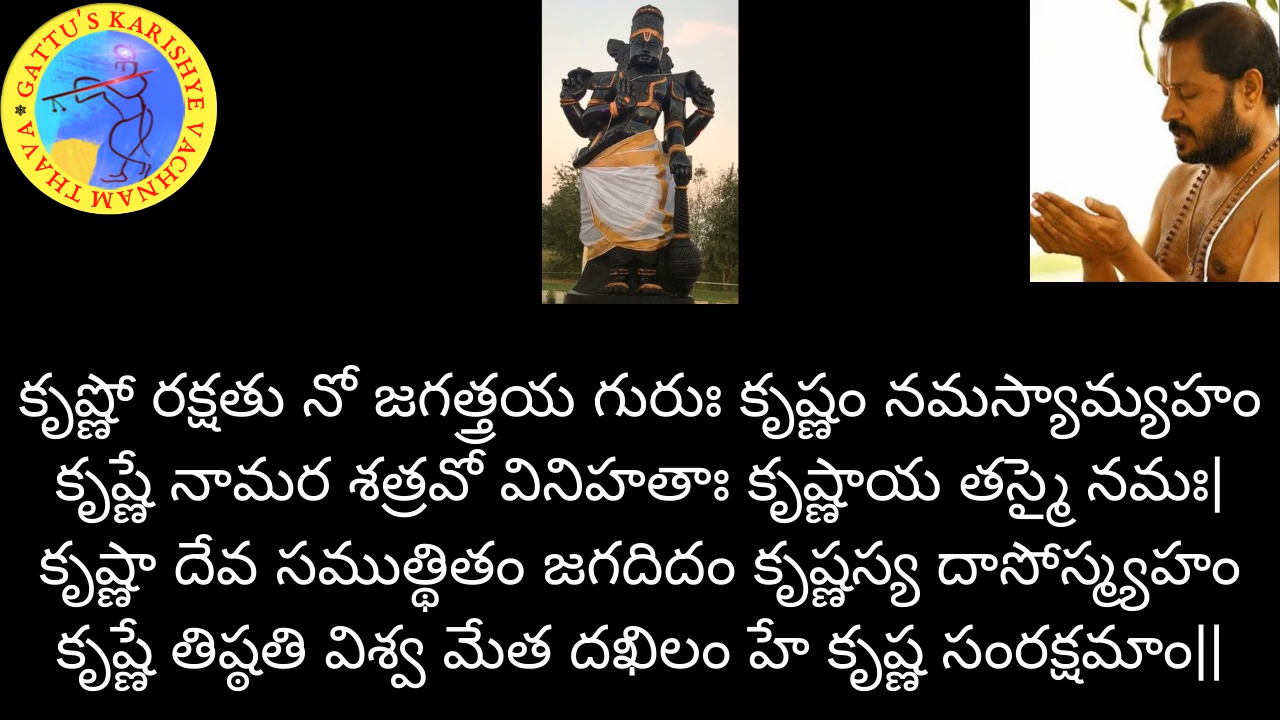 GATTU'S KARISHYE VACHNAM THAVA
కృష్ణో రక్షతు నో జగత్త్రయ గురుః కృష్ణం నమస్యామ్యహం
కృష్ణే నామర శత్రవో వినిహతాః కృష్ణాయ తస్మై నమః|
కృష్ణా దేవ సముత్థితం జగదిదం కృష్ణస్య దాసోస్మ్యహం
కృష్ణే తిష్ఠతి విశ్వ మేత దఖిలం హే కృష్ణ సంరక్షమాం||